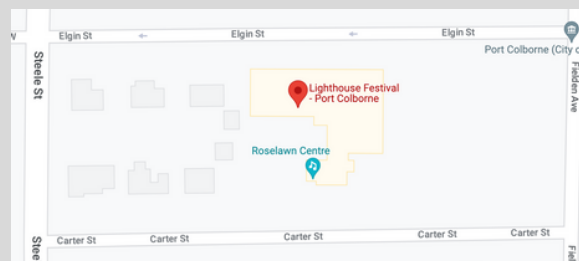 W
Elgin St
Elgin St
Elgin St
Steele St
Port Colborne (City o
Fielden Ave
Lighthouse Festival
- Port Colborne
Roselawn Centre
Stee
Carter St
Carter St
Carter St
Carter St
Carter St
Fiel